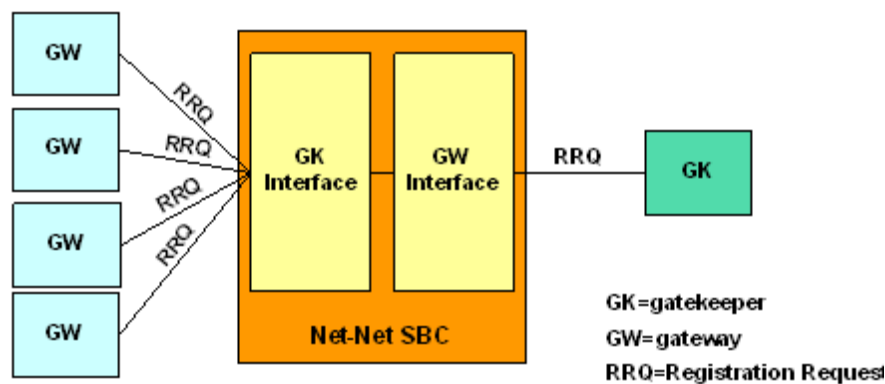 GW
GW
GW
GW
RRQ
RRQ
RRQ
RRQ
GK
Interface
GW
Interface
Net-Net SBC
RRQ
GK
GK=gatekeeper
GW=gateway
RRQ=Registration Request